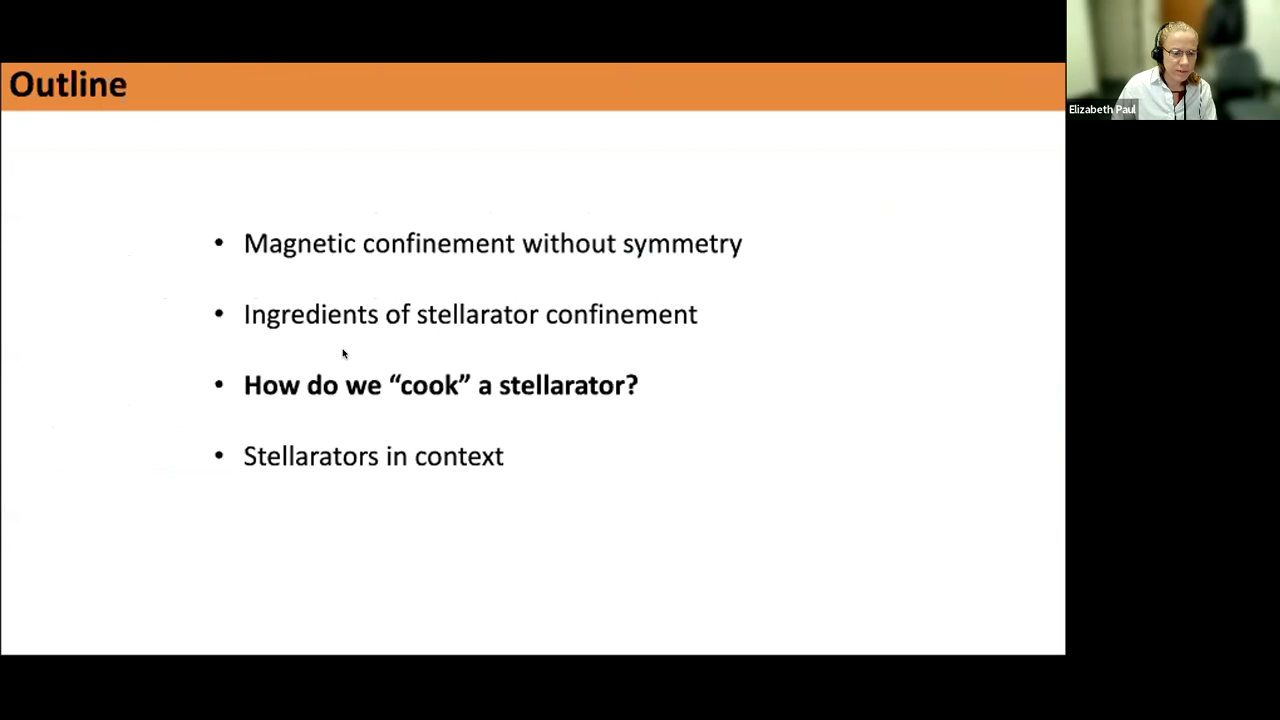 Outline
Elizabeth Paul
• Magnetic confinement without symmetry
• Ingredients of stellarator confinement
• How do we “cook” a stellarator?
• Stellarators in context